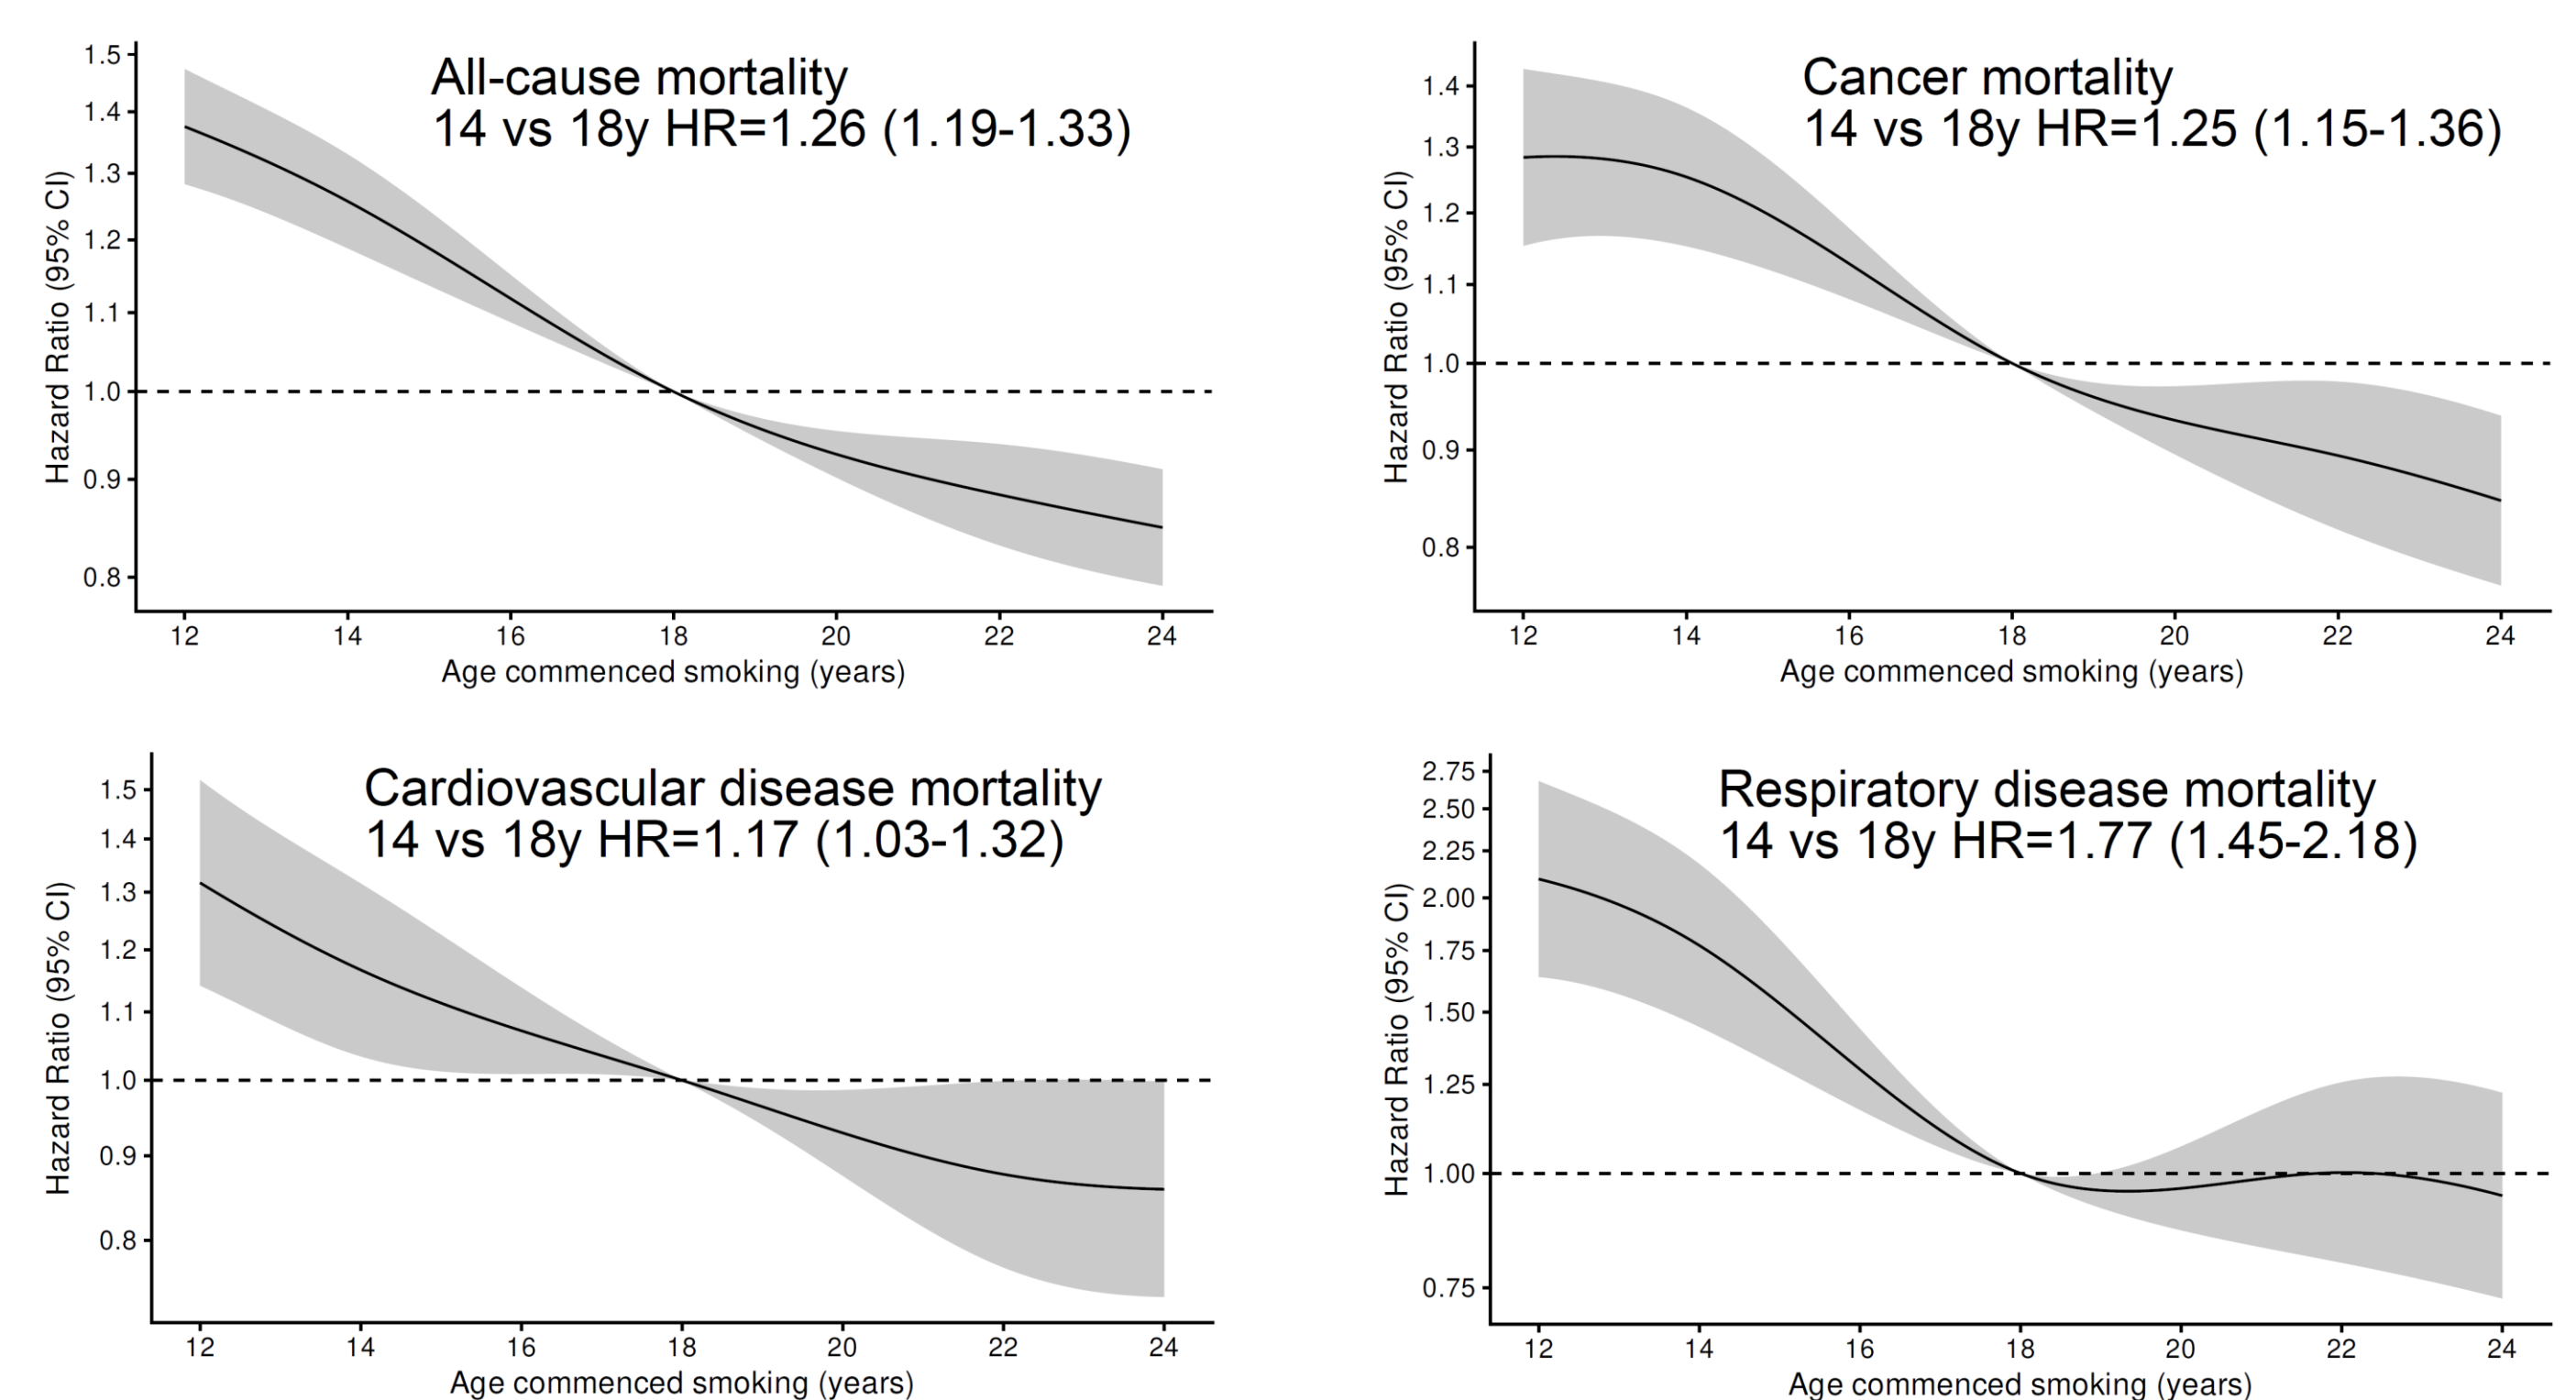 All-cause mortality
14 vs 18y HR=1.26 (1.19-1.33)
Hazard Ratio (95% CI)
1.5
1.4
1.3
1.2
1.1
1.0
0.9
0.8
12 14 16 18 20 22 24
Age commenced smoking (years)
Cancer mortality
14 vs 18y HR=1.25 (1.15-1.36)
Hazard Ratio (95% CI)
1.4
1.3
1.2
1.1
1.0
0.9
0.8
12 14 16 18 20 22 24
Age commenced smoking (years)
Cardiovascular disease mortality
14 vs 18y HR=1.17 (1.03-1.32)
Hazard Ratio (95% CI)
1.5
1.4
1.3
1.2
1.1
1.0
0.9
0.8
12 14 16 18 20 22 24
Age commenced smoking (years)
Respiratory disease mortality
14 vs 18y HR=1.77 (1.45-2.18)
Hazard Ratio (95% CI)
2.75
2.50
2.25
2.00
1.75
1.50
1.25
1.00
0.75
12 14 16 18 20 22 24
Age commenced smoking (years)